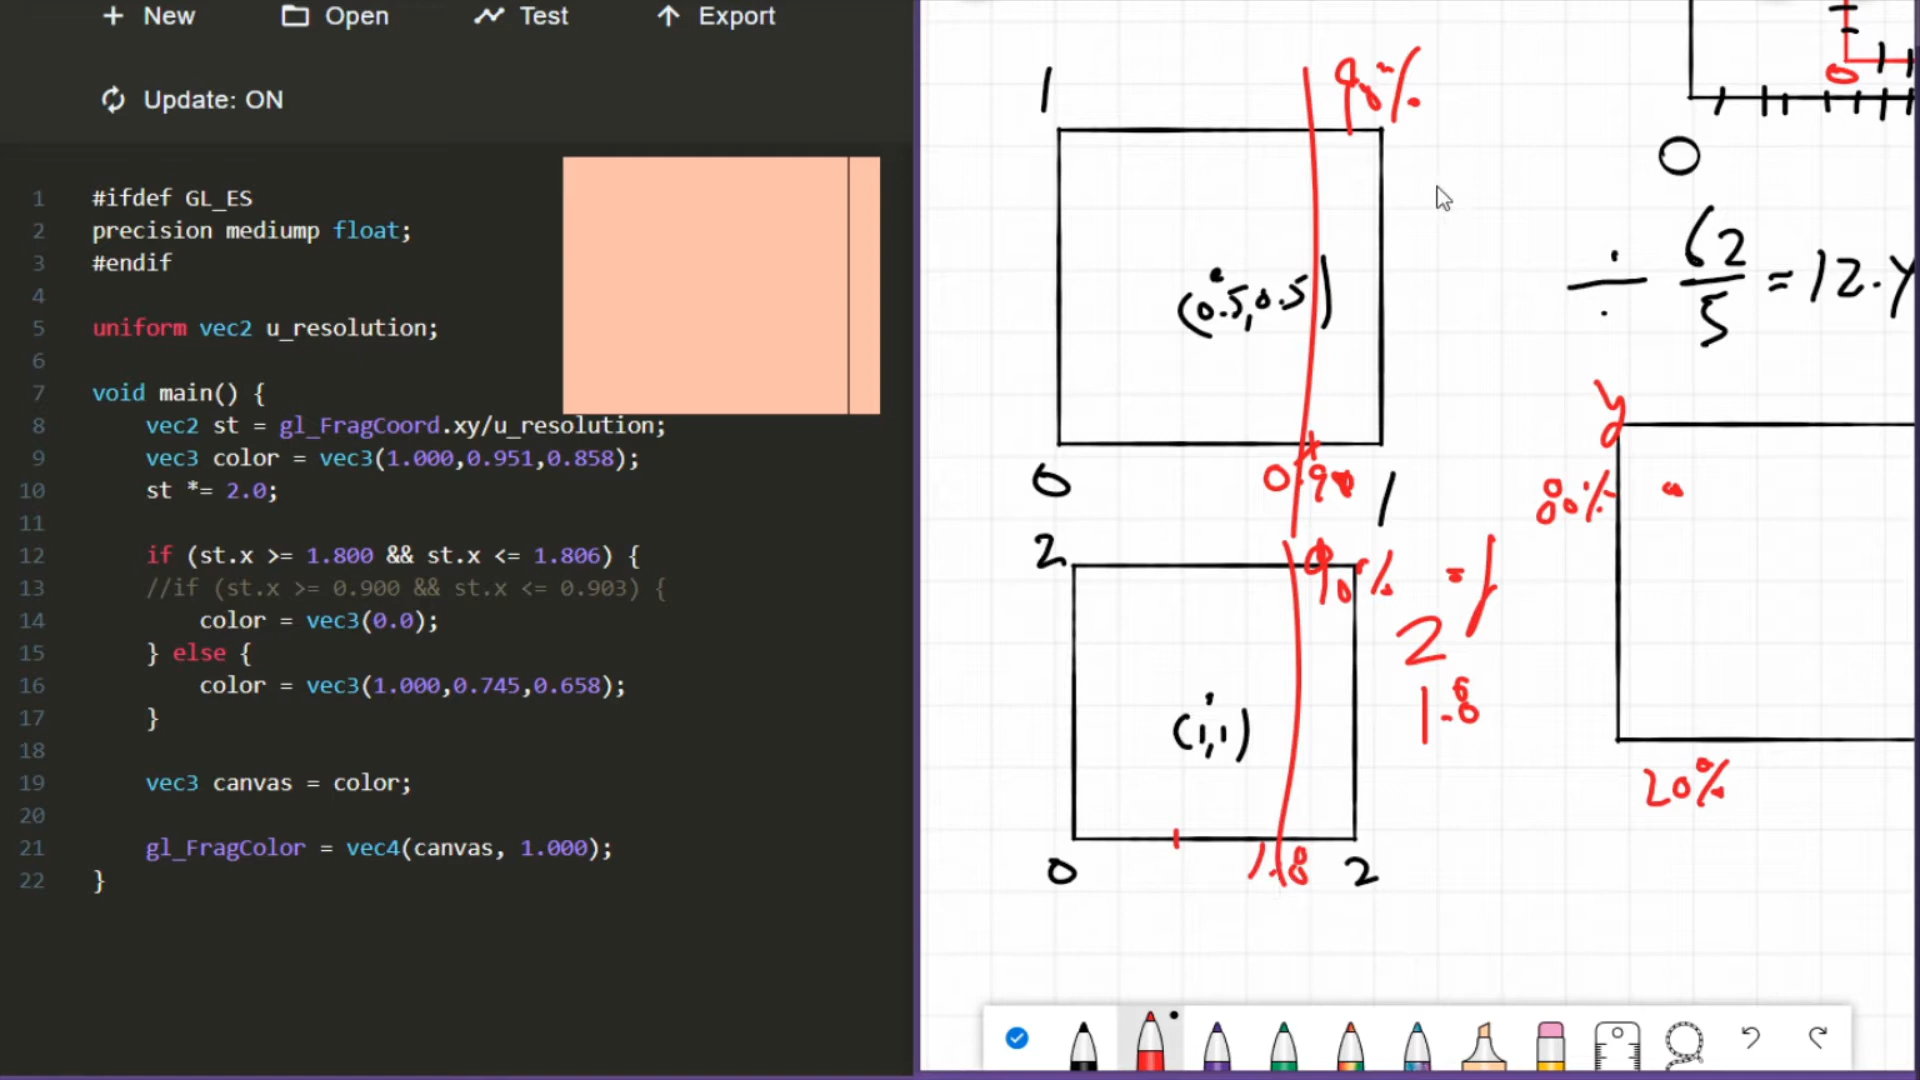 New Open Test Export
Update: ON
1 #ifdef GL_ES
2 precision mediump float;
3 #endif
4
5 uniform vec2 u_resolution;
6
7 void main() {
8 vec2 st = gl_FragCoord.xy/u_resolution;
9 vec3 color = vec3(1.000,0.951,0.858);
10 st *= 2.0;
11
12 if (st.x >= 1.800 && st.x <= 1.806) {
13 //if (st.x >= 0.900 && st.x <= 0.903) {
14 color = vec3(0.0);
15 } else {
16 color = vec3(1.000,0.745,0.658);
17 }
18
19 vec3 canvas = color;
20
21 gl_FragColor = vec4(canvas, 1.000);
22 }
1
90%
(0.5,0.5)
0 0.90 1
2
90% =
2
1.8
(1,1)
0 1.8 2
0
0
÷ 62/5 = 12.4
y
80%
20%